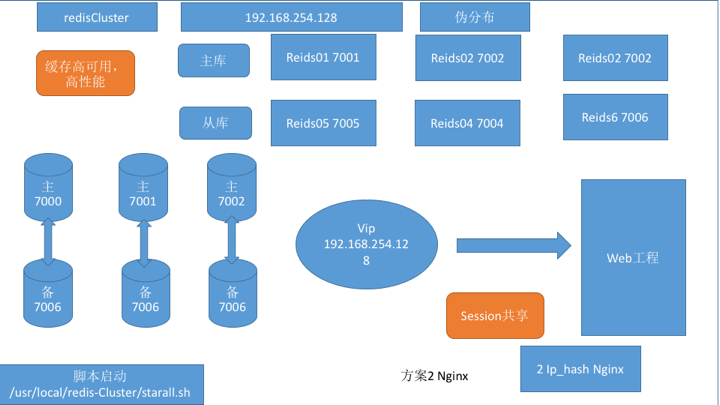 redisCluster
192.168.254.128
伪分布
缓存高可用，
高性能
主库
Reids01 7001
Reids02 7002
Reids02 7002
从库
Reids05 7005
Reids04 7004
Reids6 7006
主
7000
主
7001
主
7002
备
7006
备
7006
备
7006
Vip
192.168.254.12
8
Web工程
Session共享
脚本启动
/usr/local/redis-Cluster/starall.sh
方案2 Nginx
2 Ip_hash Nginx